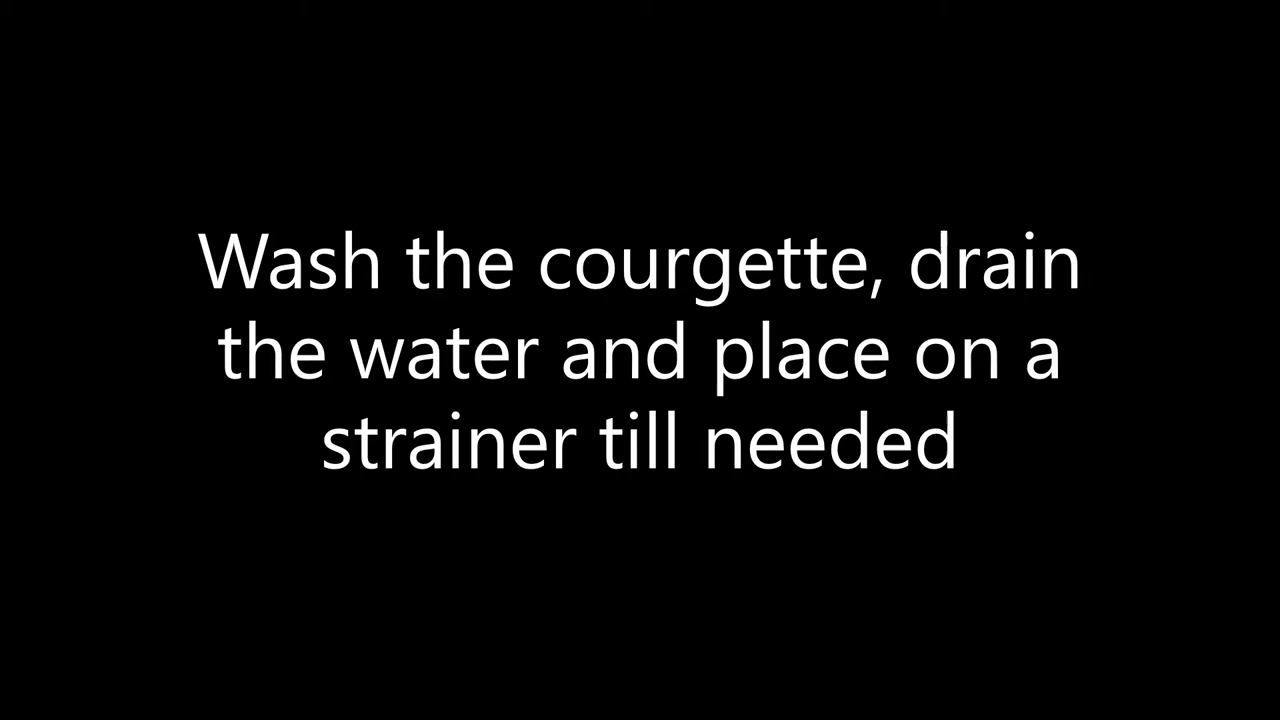 Wash the courgette, drain
the water and place on a
strainer till needed